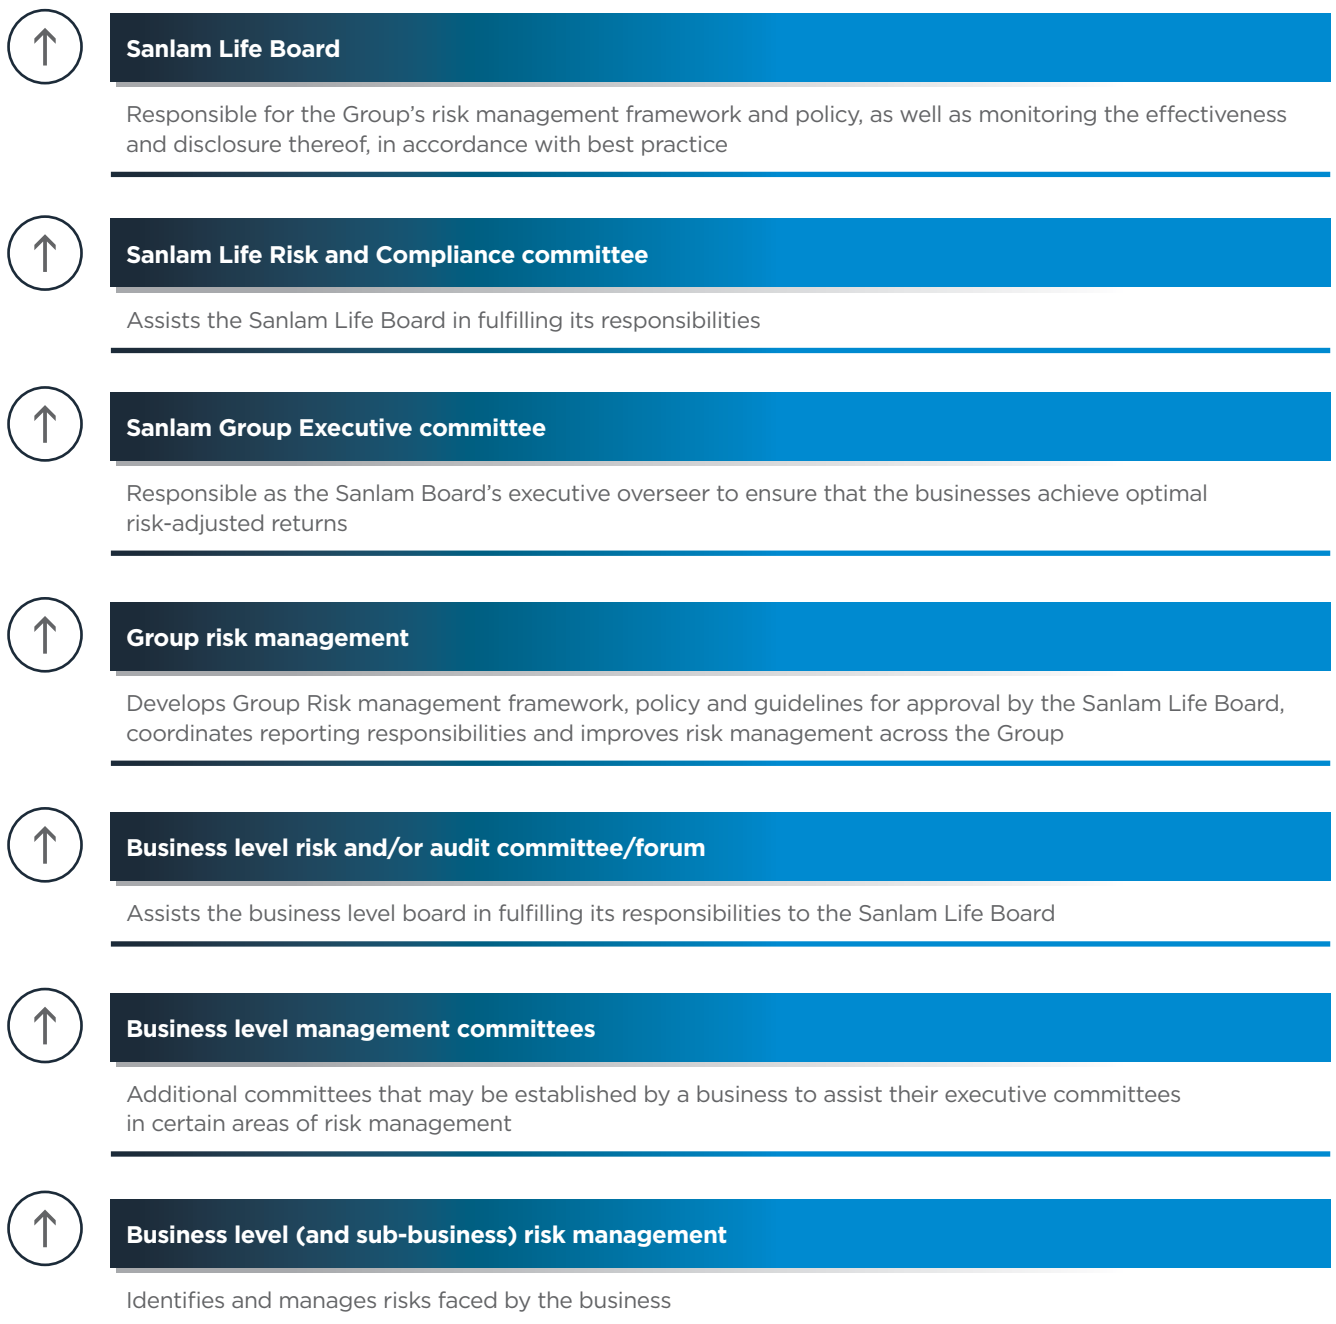 Sanlam Life Board
Responsible for the Group’s risk management framework and policy, as well as monitoring the effectiveness
and disclosure thereof, in accordance with best practice
Sanlam Life Risk and Compliance committee
Assists the Sanlam Life Board in fulfilling its responsibilities
Sanlam Group Executive committee
Responsible as the Sanlam Board’s executive overseer to ensure that the businesses achieve optimal
risk-adjusted returns
Group risk management
Develops Group Risk management framework, policy and guidelines for approval by the Sanlam Life Board,
coordinates reporting responsibilities and improves risk management across the Group
Business level risk and/or audit committee/forum
Assists the business level board in fulfilling its responsibilities to the Sanlam Life Board
Business level management committees
Additional committees that may be established by a business to assist their executive committees
in certain areas of risk management
Business level (and sub-business) risk management
Identifies and manages risks faced by the business